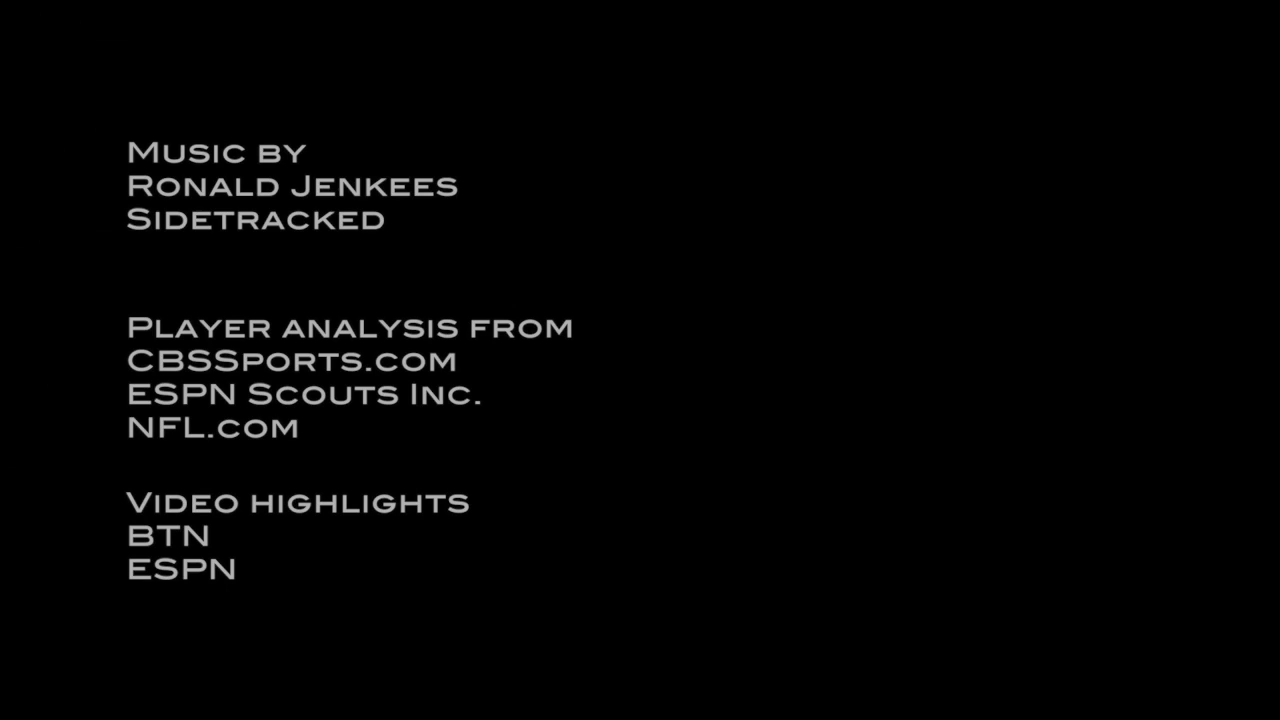 Music by
Ronald Jenkees
Sidetracked
Player analysis from
CBSSports.com
ESPN Scouts Inc.
NFL.com
Video highlights
BTN
ESPN